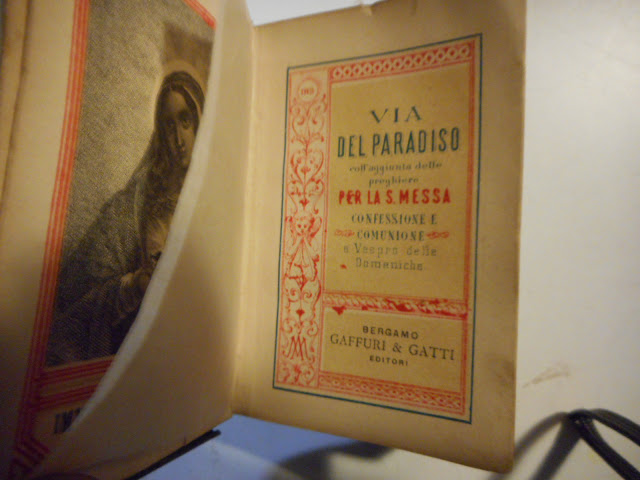 VIA
DEL PARADISO
coll'aggiunta delle
preghiere
PER LA S. MESSA
CONFESSIONE E
COMUNIONE
e Vespro delle
Domeniche
BERGAMO
GAFFURI & GATTI
EDITORI